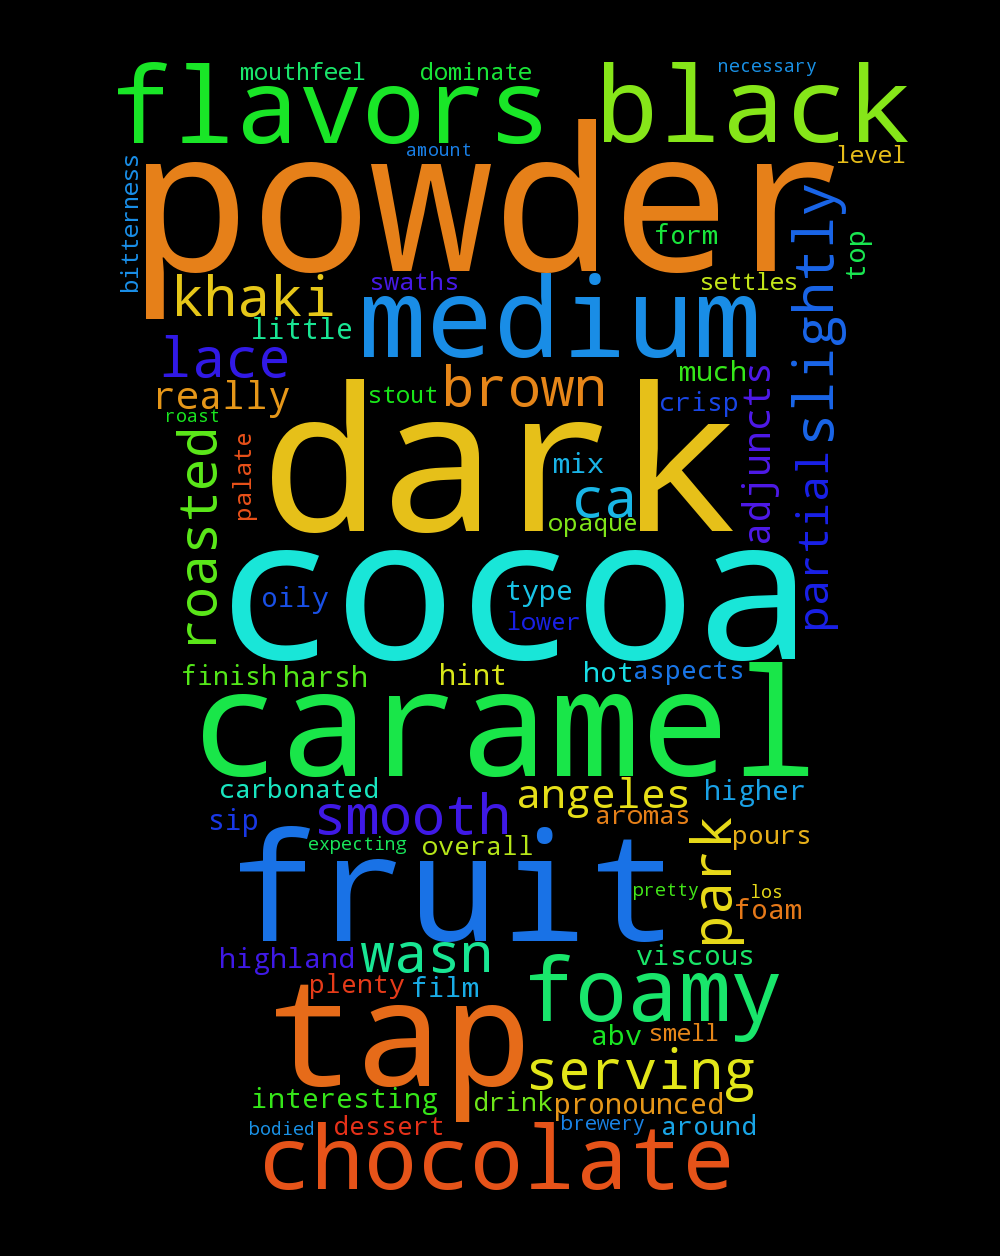 mouthfeel dominate necessary
flavors black
amount level
powder
bitterness
form
top
slightly
khaki swaths settles
medium
little
lace
really stout brown much
roast crisp
adjuncts
dark
roasted palate mix
ca
partial
opaque
cocoa
oily type
lower
finish harsh hint hot aspects
caramel
carbonated angeles higher
smooth aromas
sip
expecting overall pours
park
fruit
pretty los
foam
highland wasn viscous
plenty film
foamy
tap
abv smell
serving
interesting drink pronounced
bodied dessert brewery around
chocolate